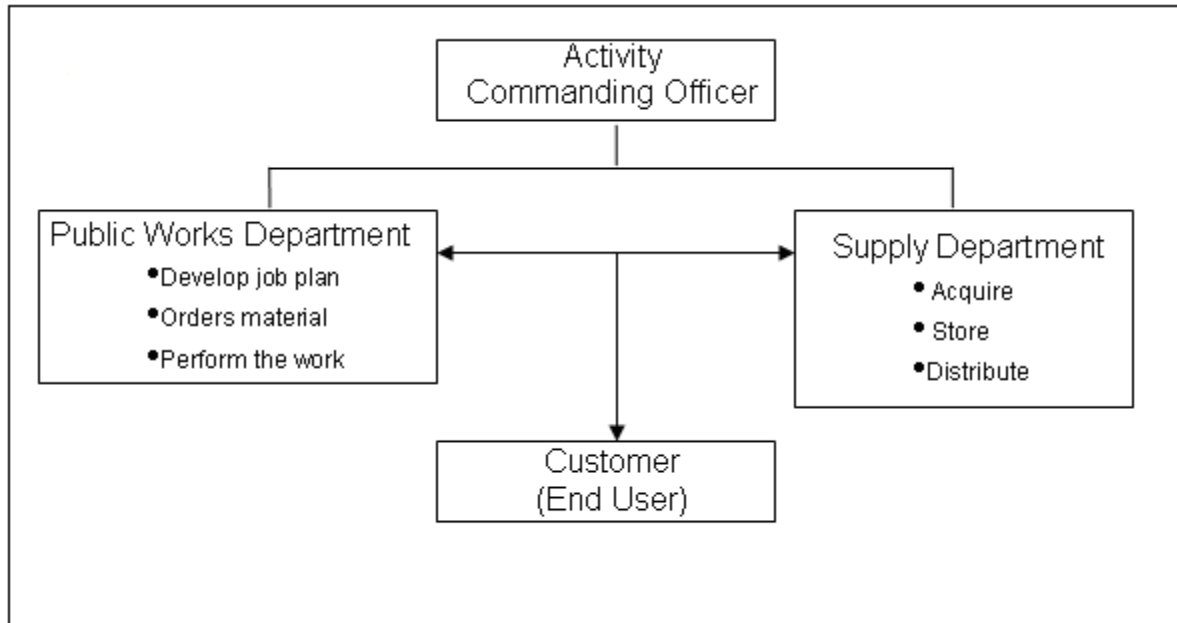 Activity
Commanding Officer
Public Works Department
•Develop job plan
•Orders material
•Perform the work
Supply Department
• Acquire
• Store
•Distribute
Customer
(End User)